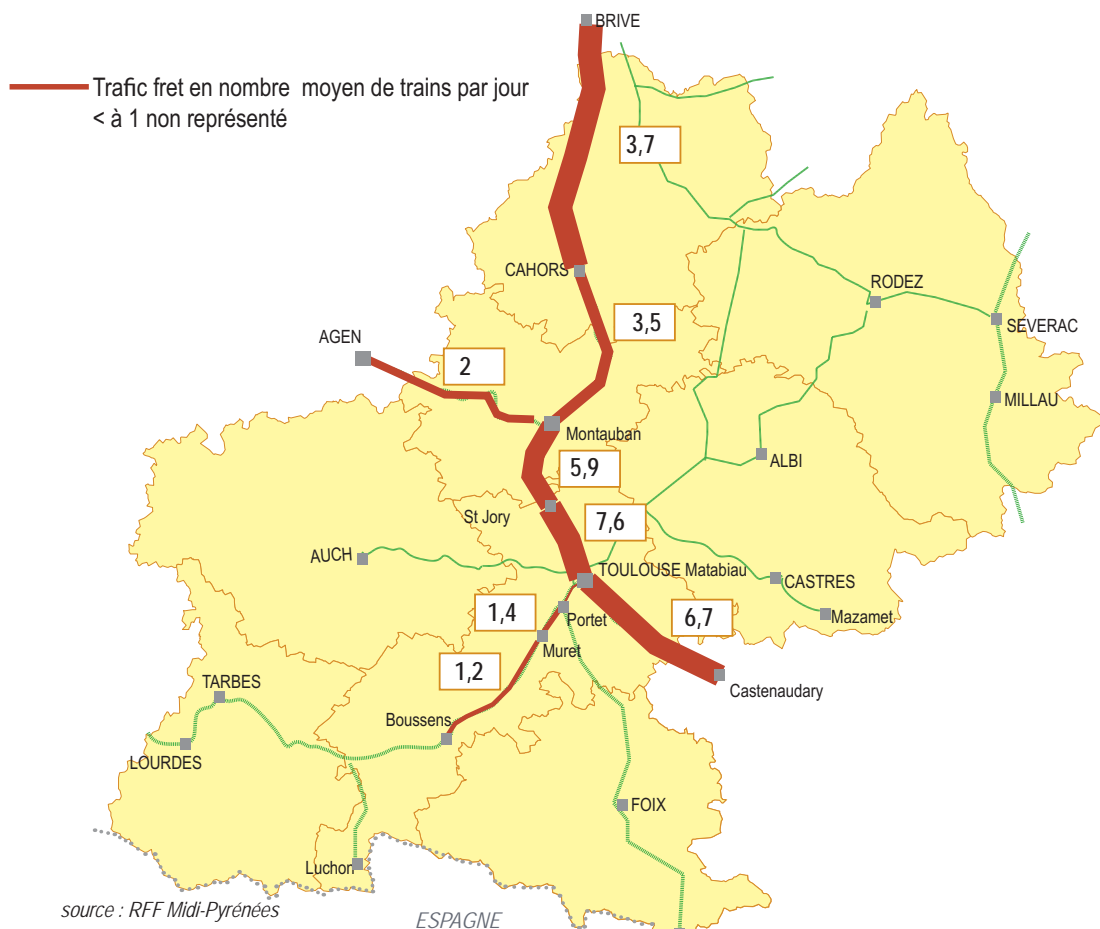 BRIVE
Trafic fret en nombre moyen de trains par jour
< à 1 non représenté
3,7
CAHORS
RODEZ
3,5
SEVERAC
AGEN
2
MILLAU
Montauban
ALBI
5,9
St Jory
7,6
AUCH
TOULOUSE Matabiau
CASTRES
1,4
Portet
6,7
Mazamet
Muret
1,2
TARBES
Castenaudary
Boussens
LOURDES
FOIX
Luchon
source : RFF Midi-Pyrénées
ESPAGNE